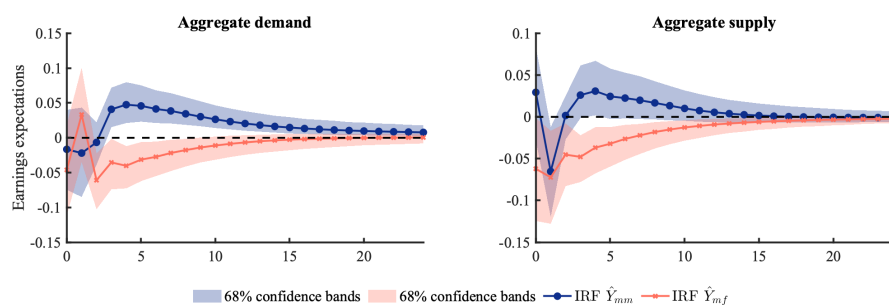 Aggregate demand
Aggregate supply
Earnings expectations
0.15
0.1
0.05
0
-0.05
-0.1
-0.15
0 5 10 15 20
0.1
0.05
0
-0.05
-0.1
-0.15
0 5 10 15 20
68% confidence bands 68% confidence bands IRF Ŷmm IRF Ŷmf